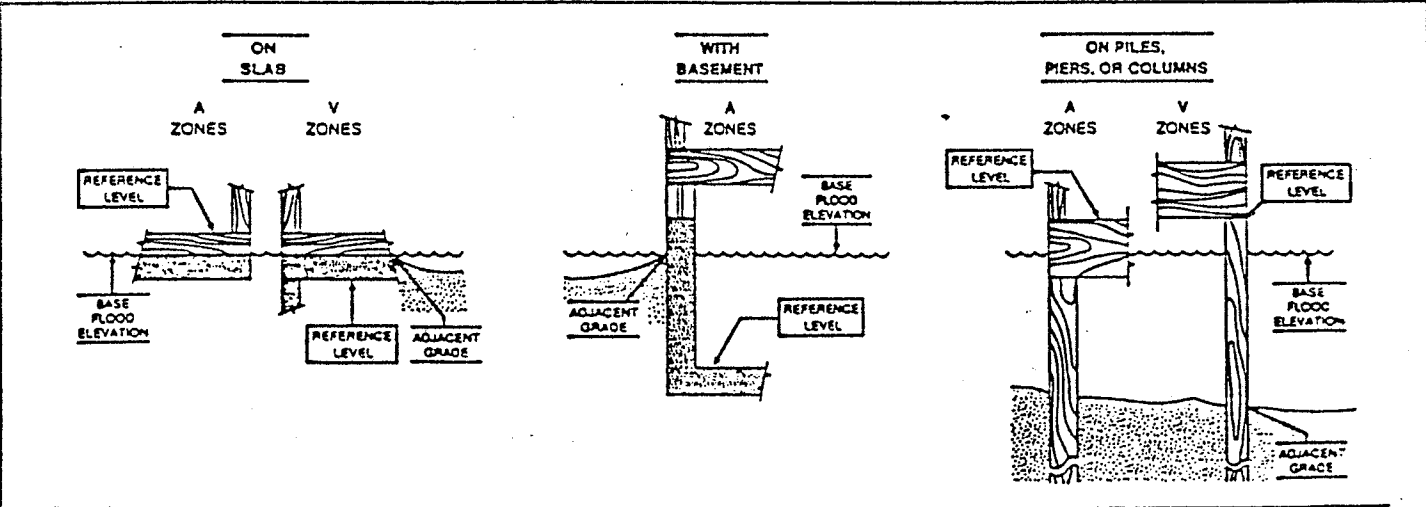 ON
SLAB
A
ZONES
V
ZONES
REFERENCE
LEVEL
BASE
FLOOD
ELEVATION
REFERENCE
LEVEL
ADJACENT
GRADE
WITH
BASEMENT
A
ZONES
BASE
FLOOD
ELEVATION
ADJACENT
GRADE
REFERENCE
LEVEL
ON PILES,
PIERS, OR COLUMNS
A
ZONES
V
ZONES
REFERENCE
LEVEL
REFERENCE
LEVEL
BASE
FLOOD
ELEVATION
ADJACENT
GRADE